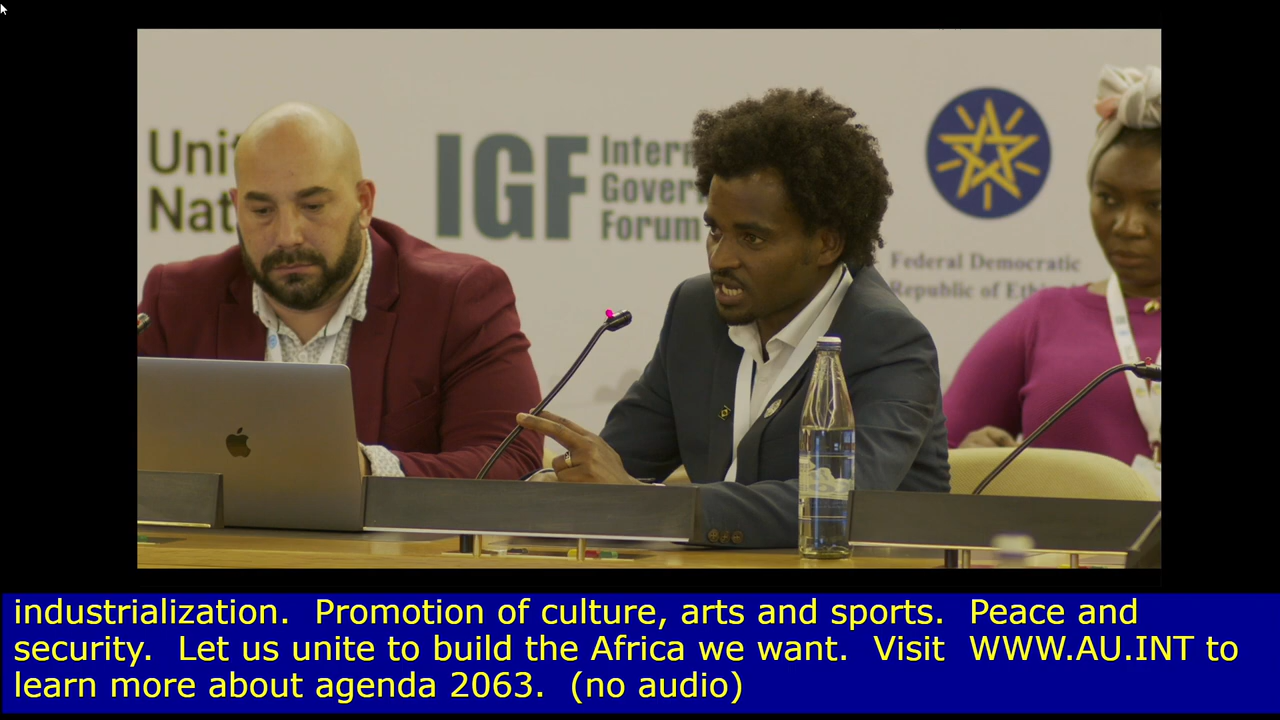 Unit
Nat
IGF
Intern
Gover
Forum
Federal Democratic
Republic of Ethi
industrialization.  Promotion of culture, arts and sports.  Peace and
security.  Let us unite to build the Africa we want.  Visit  WWW.AU.INT to
learn more about agenda 2063.  (no audio)